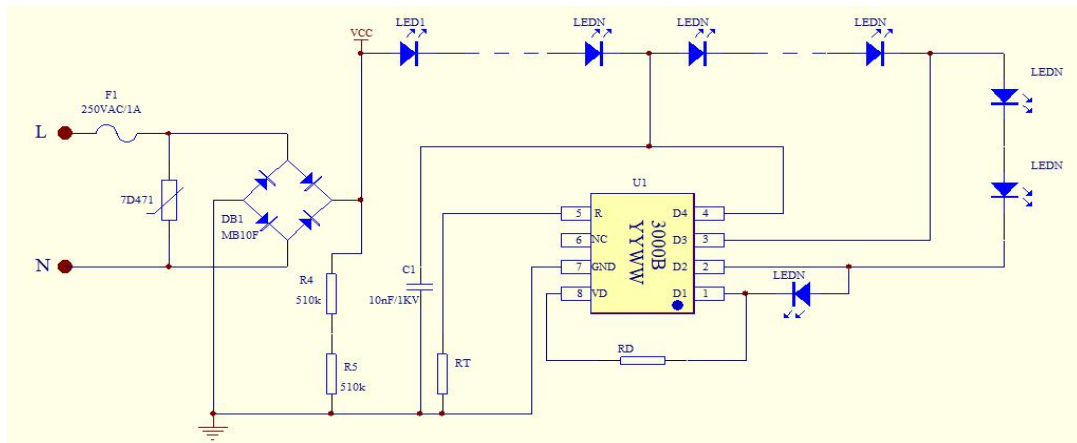 LED1
LEDN
LEDN
LEDN
VCC
F1
250VAC/1A
L
7D471
N
DB1
MB10F
R4
510k
R5
510k
C1
10nF/1KV
RT
U1
3000B
YYWW
5
R
6
NC
7
GND
8
VD
D4
4
D3
3
D2
2
D1
1
RD
LEDN
LEDN
LEDN